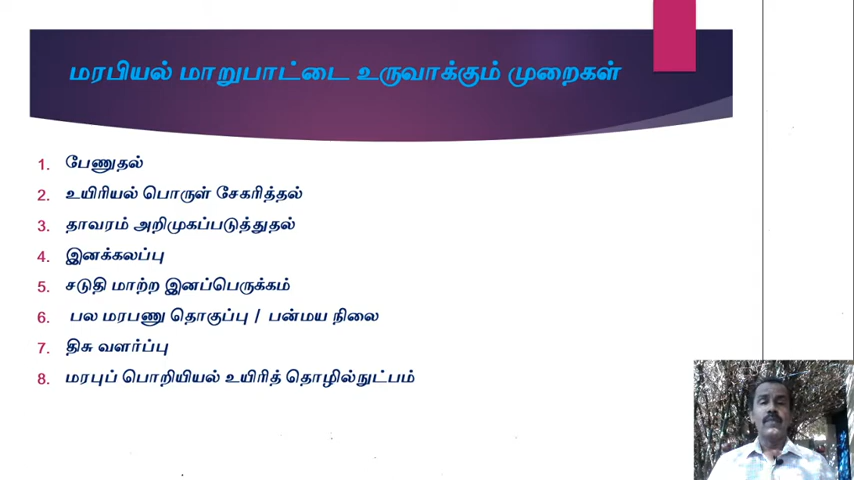 மரபியல் மாறுபாட்டை உருவாக்கும் முறைகள்
1. பேணுதல்
2. உயிரியல் பொருள் சேகரித்தல்
3. தாவரம் அறிமுகப்படுத்துதல்
4. இனக்கலப்பு
5. சடுதி மாற்ற இனப்பெருக்கம்
6. பல மரபணு தொகுப்பு / பன்மய நிலை
7. திசு வளர்ப்பு
8. மரபுப் பொறியியல் உயிரித் தொழில்நுட்பம்